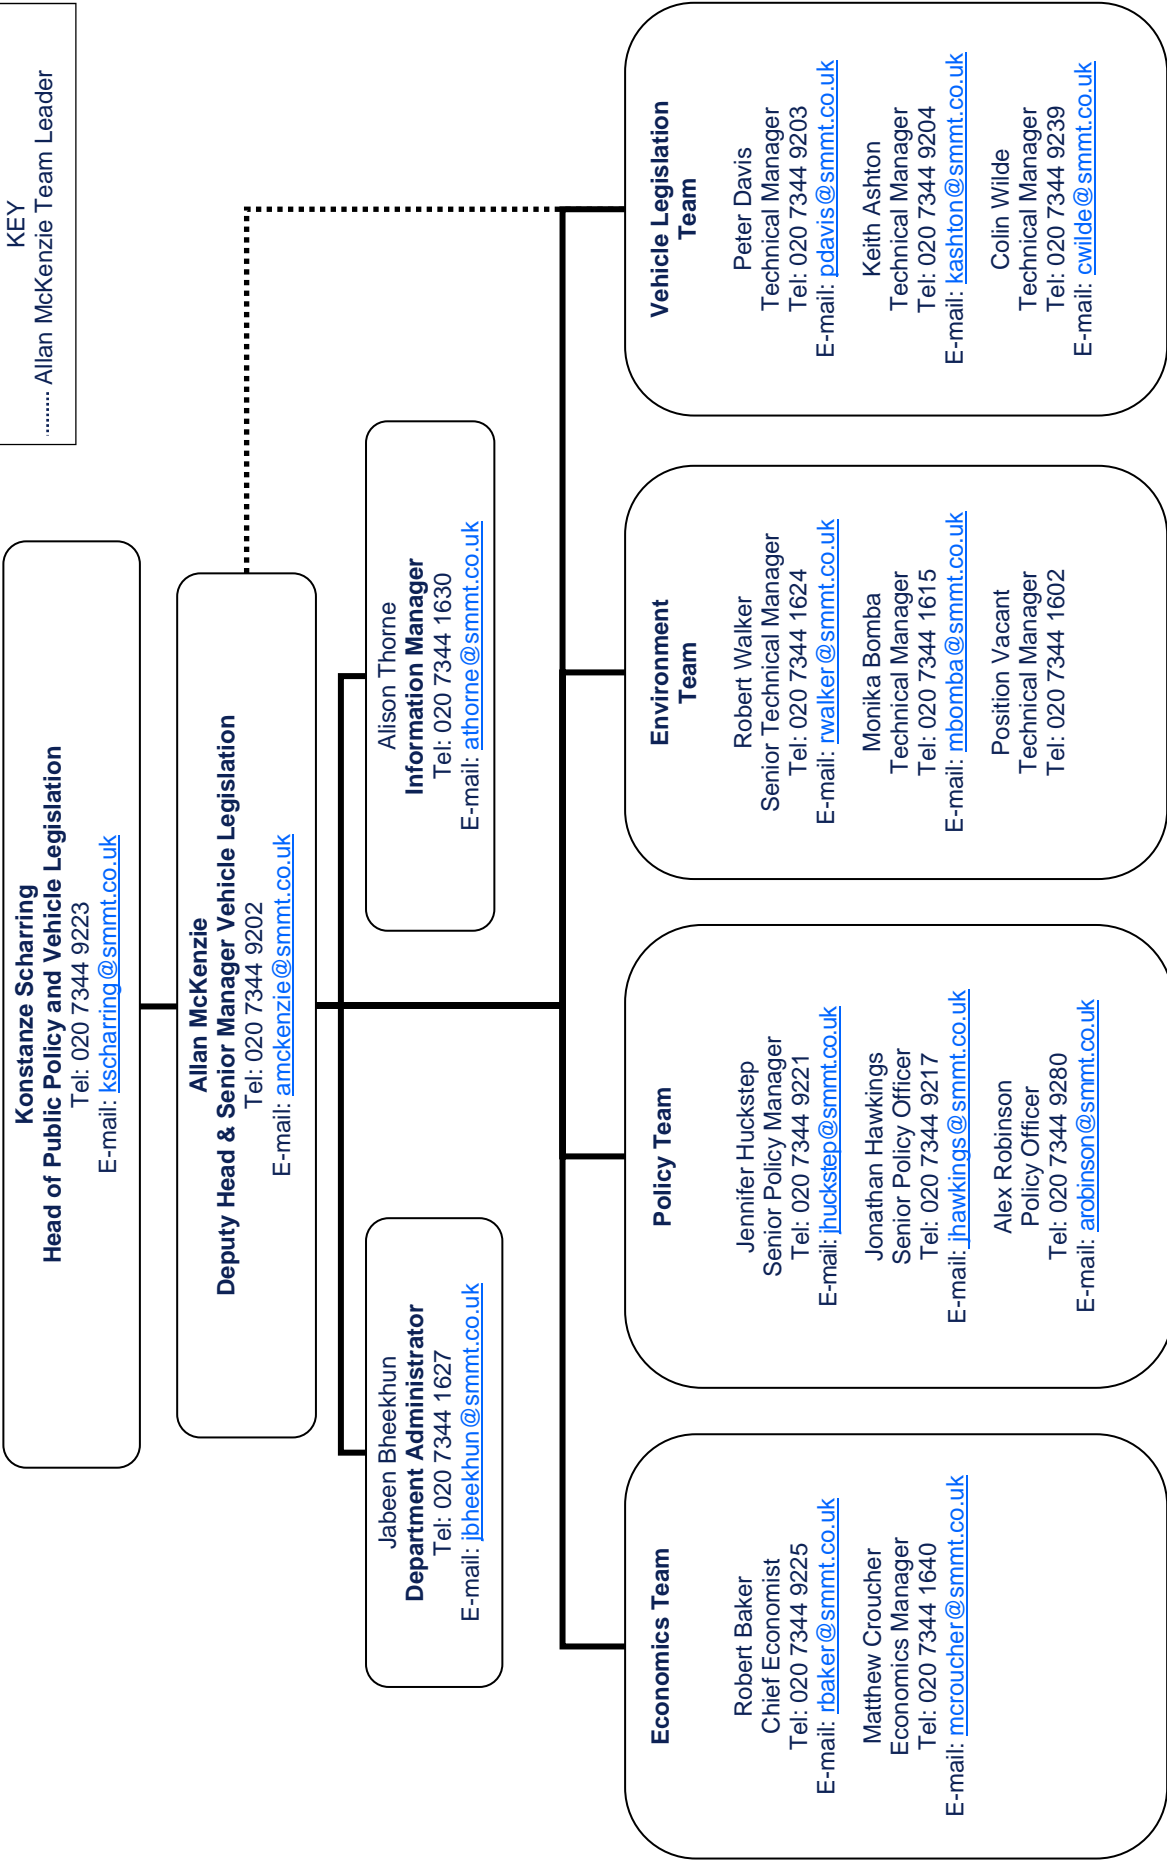 KEY
........ Allan McKenzie Team Leader
Konstanze Scharring
Head of Public Policy and Vehicle Legislation
Tel: 020 7344 9223
E-mail: kscharring@smmt.co.uk
Allan McKenzie
Deputy Head & Senior Manager Vehicle Legislation
Tel: 020 7344 9202
E-mail: amckenzie@smmt.co.uk
Jabeen Bheekhun
Department Administrator
Tel: 020 7344 1627
E-mail: jbheekhun@smmt.co.uk
Alison Thorne
Information Manager
Tel: 020 7344 1630
E-mail: athorne@smmt.co.uk
Economics Team
Robert Baker
Chief Economist
Tel: 020 7344 9225
E-mail: rbaker@smmt.co.uk
Matthew Croucher
Economics Manager
Tel: 020 7344 1640
E-mail: mcroucher@smmt.co.uk
Policy Team
Jennifer Huckstep
Senior Policy Manager
Tel: 020 7344 9221
E-mail: jhuckstep@smmt.co.uk
Jonathan Hawkings
Senior Policy Officer
Tel: 020 7344 9217
E-mail: jhawkings@smmt.co.uk
Alex Robinson
Policy Officer
Tel: 020 7344 9280
E-mail: arobinson@smmt.co.uk
Environment
Team
Robert Walker
Senior Technical Manager
Tel: 020 7344 1624
E-mail: rwalker@smmt.co.uk
Monika Bomba
Technical Manager
Tel: 020 7344 1615
E-mail: mbomba@smmt.co.uk
Position Vacant
Technical Manager
Tel: 020 7344 1602
Vehicle Legislation
Team
Peter Davis
Technical Manager
Tel: 020 7344 9203
E-mail: pdavis@smmt.co.uk
Keith Ashton
Technical Manager
Tel: 020 7344 9204
E-mail: kashton@smmt.co.uk
Colin Wilde
Technical Manager
Tel: 020 7344 9239
E-mail: cwilde@smmt.co.uk